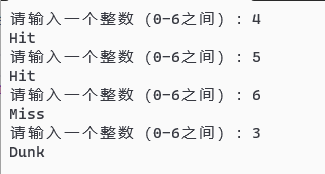 请输入一个整数 (0-6之间) : 4
Hit
请输入一个整数 (0-6之间) : 5
Hit
请输入一个整数 (0-6之间) : 6
Miss
请输入一个整数 (0-6之间) : 3
Dunk